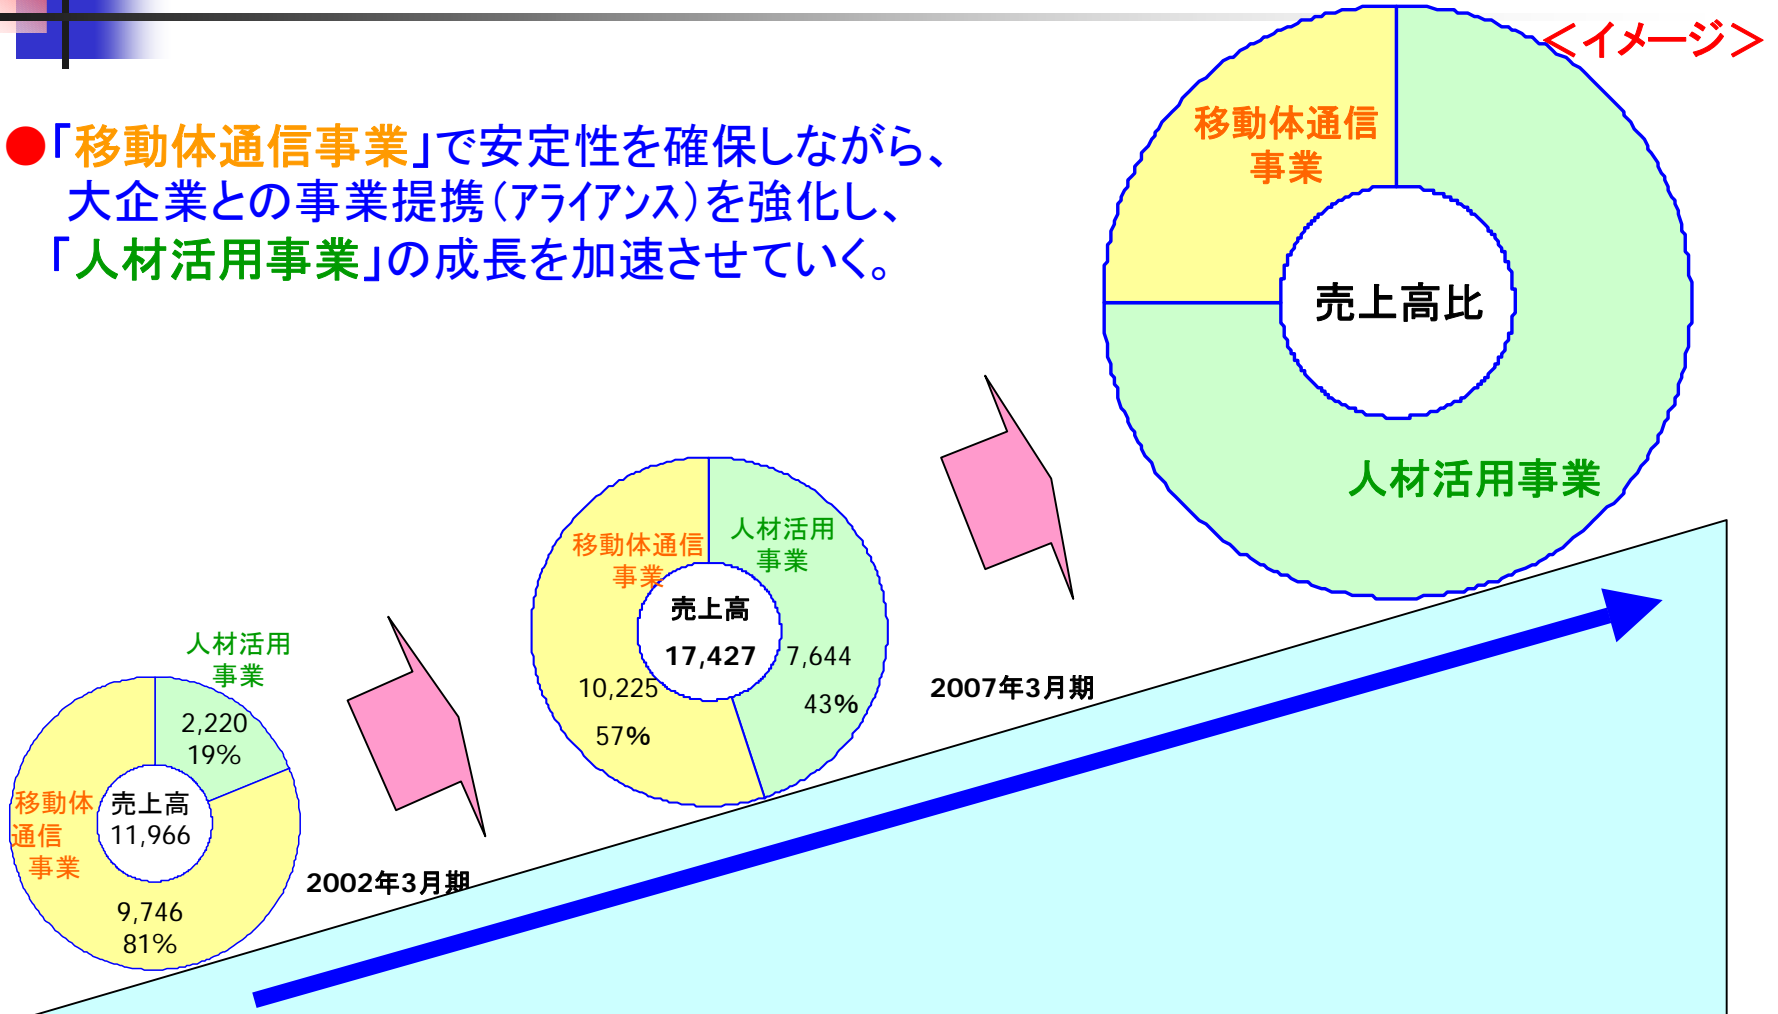 ＜イメージ＞
●「移動体通信事業」で安定性を確保しながら、
大企業との事業提携（アライアンス）を強化し、
「人材活用事業」の成長を加速させていく。
移動体通信
事業
売上高比
人材活用事業
移動体通信
事業
人材活用
事業
売上高
17,427
7,644
43%
10,225
57%
2007年3月期
人材活用
事業
2,220
19%
移動体
通信
事業
売上高
11,966
9,746
81%
2002年3月期